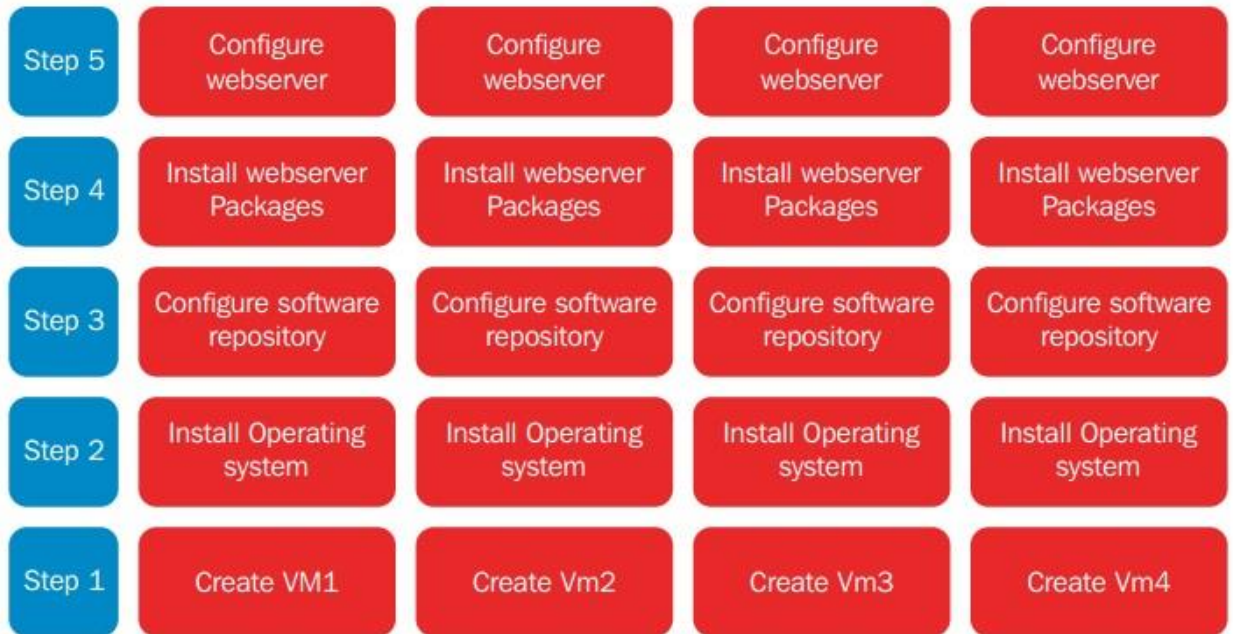 Step 5
Configure
webserver
Configure
webserver
Configure
webserver
Configure
webserver
Step 4
Install webserver
Packages
Install webserver
Packages
Install webserver
Packages
Install webserver
Packages
Step 3
Configure software
repository
Configure software
repository
Configure software
repository
Configure software
repository
Step 2
Install Operating
system
Install Operating
system
Install Operating
system
Install Operating
system
Step 1
Create VM1
Create Vm2
Create Vm3
Create Vm4